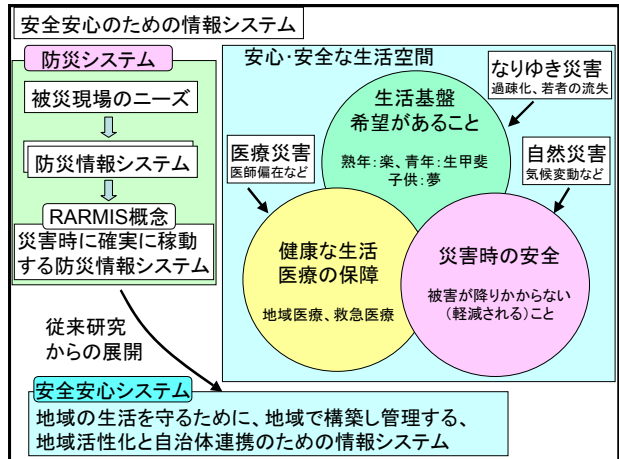 安全安心のための情報システム
防災システム
被災現場のニーズ
防災情報システム
RARMIS概念
災害時に確実に稼動
する防災情報システム
従来研究
からの展開
安心・安全な生活空間
なりゆき災害
過疎化、若者の流失
生活基盤
希望があること
熟年：楽、青年：生甲斐
子供：夢
医療災害
医師偏在など
自然災害
気候変動など
健康な生活
医療の保障
地域医療、救急医療
災害時の安全
被害が降りかからない
（軽減される）こと
安全安心システム
地域の生活を守るために、地域で構築し管理する、
地域活性化と自治体連携のための情報システム